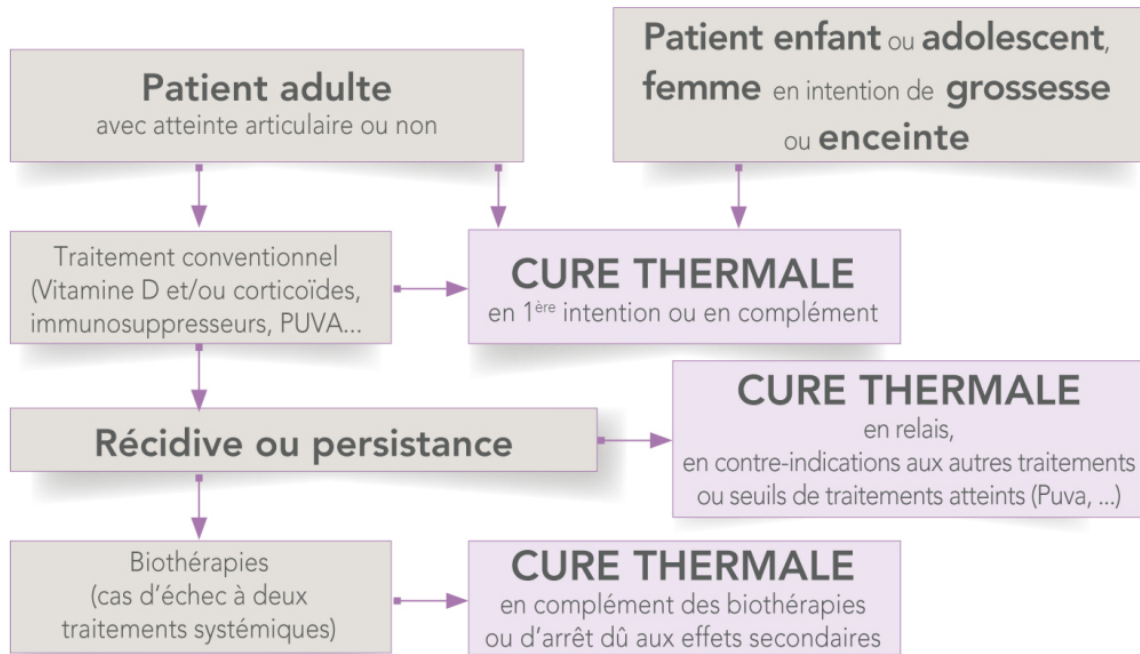 Patient adulte
avec atteinte articulaire ou non
Patient enfant ou adolescent,
femme en intention de grossesse
ou enceinte
Traitement conventionnel
(Vitamine D et/ou corticoïdes,
immunosuppresseurs, PUVA...
CURE THERMALE
en 1ère intention ou en complément
Récidive ou persistance
CURE THERMALE
en relais,
en contre-indications aux autres traitements
ou seuils de traitements atteints (Puva, ...)
Biothérapies
(cas d'échec à deux
traitements systémiques)
CURE THERMALE
en complément des biothérapies
ou d'arrêt dû aux effets secondaires